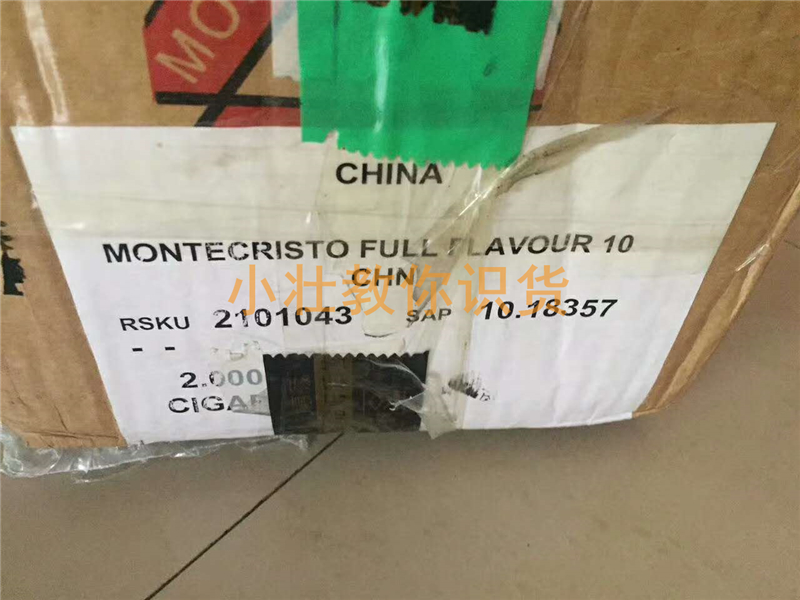 MO
CHINA
MONTECRISTO FULL FLAVOUR 10
CHN
小壮教你识货
RSKU 2101043 SAP 10.18357
- -
2.000